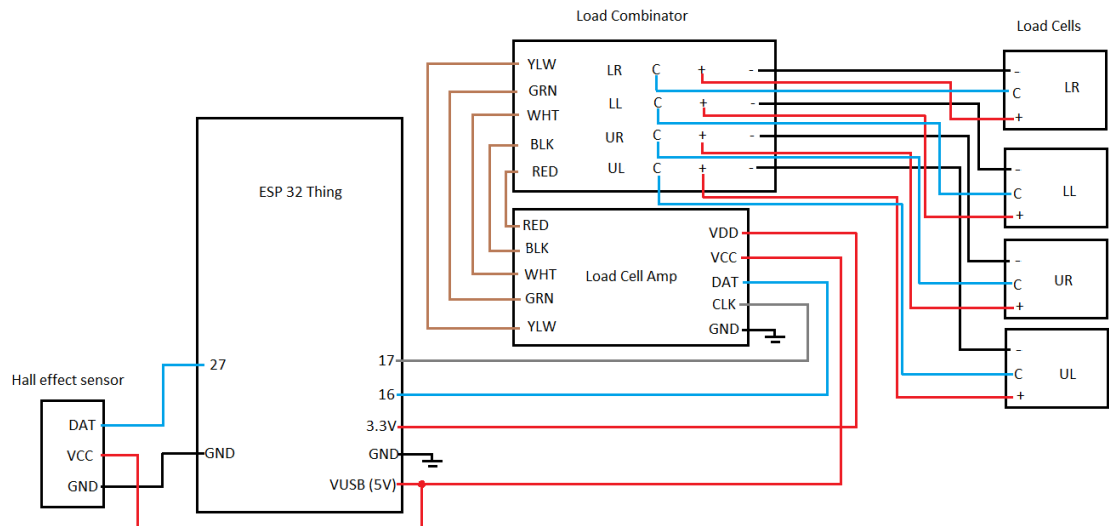 Load Combinator
Load Cells
YLW
GRN
WHT
BLK
RED
LR C + -
LL C + -
UR C + -
UL C + -
-
C
+
LR
-
C
+
LL
-
C
+
UR
-
C
+
UL
ESP 32 Thing
RED
BLK
WHT
GRN
YLW
Load Cell Amp
VDD
VCC
DAT
CLK
GND
27
GND
17
16
3.3V
GND
VUSB (5V)
Hall effect sensor
DAT
VCC
GND